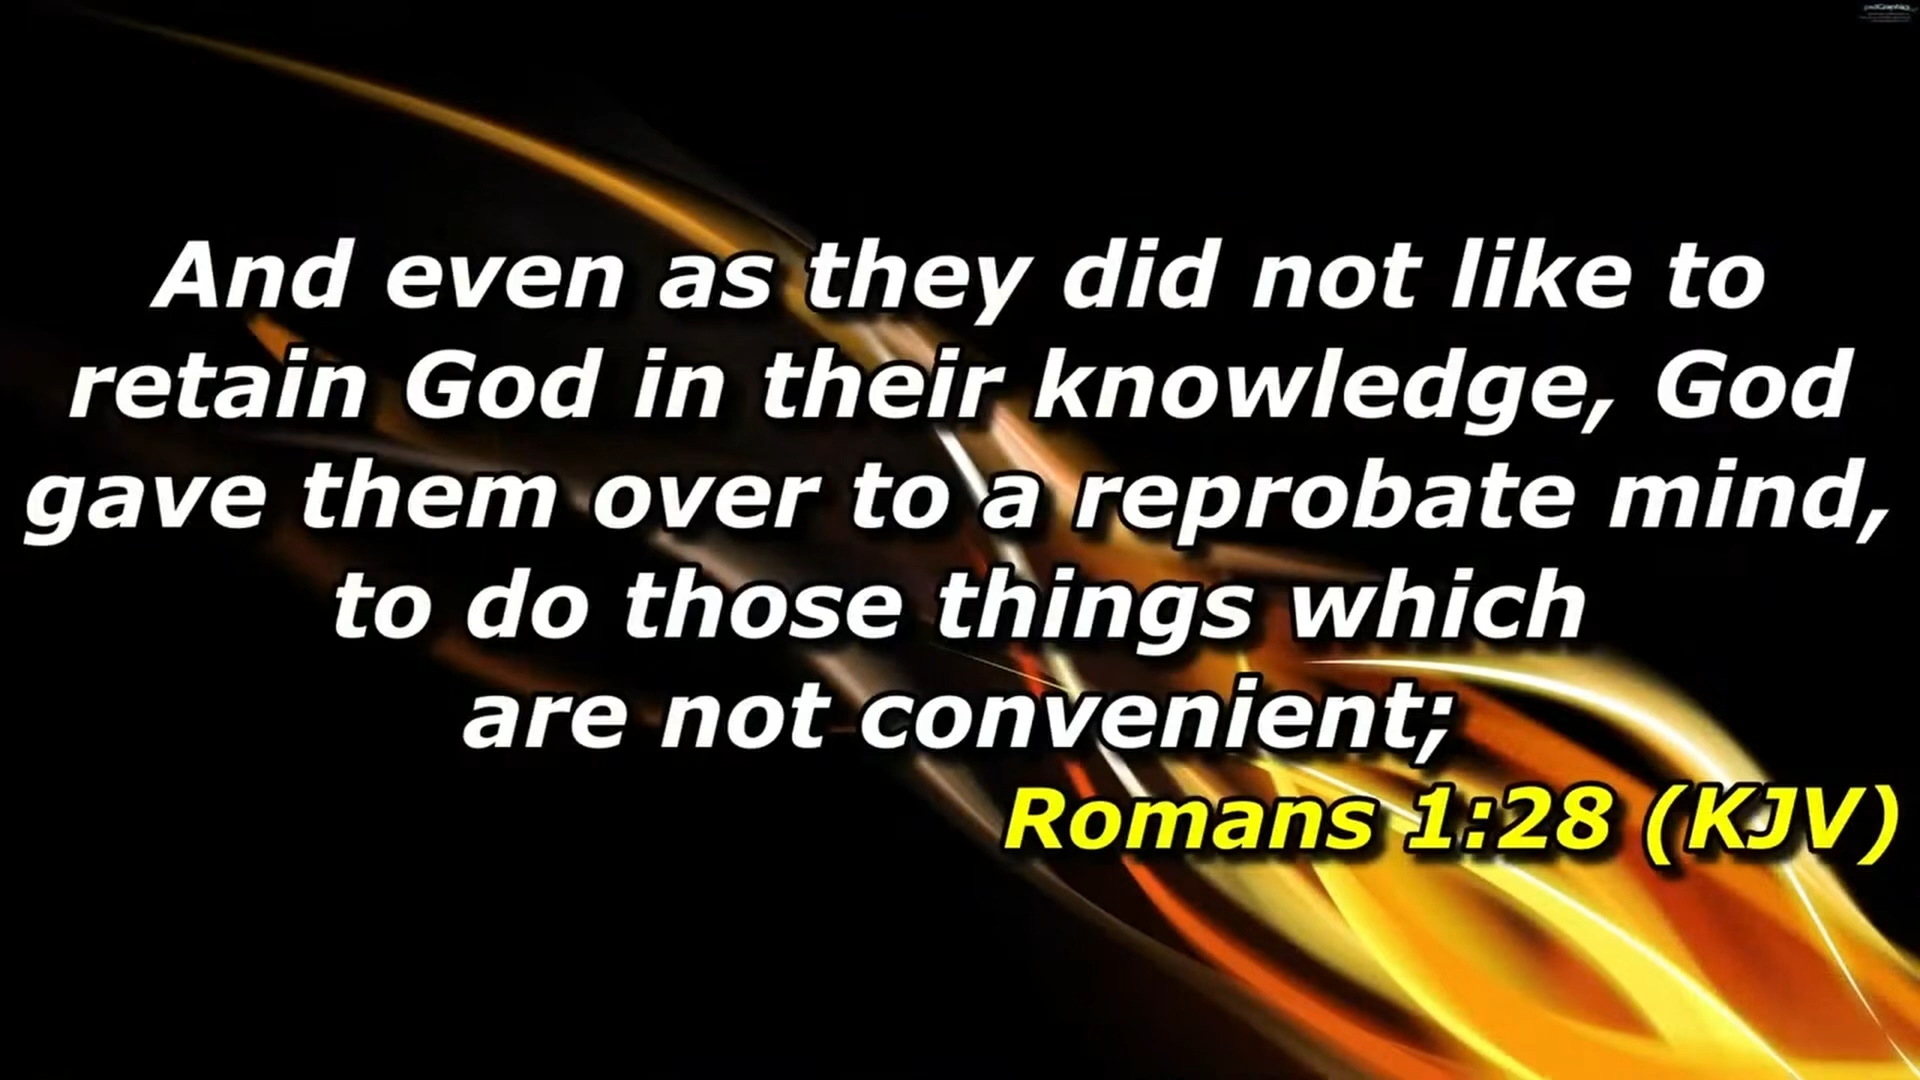 And even as they did not like to
retain God in their knowledge, God
gave them over to a reprobate mind,
to do those things which
are not convenient;
Romans 1:28 (KJV)